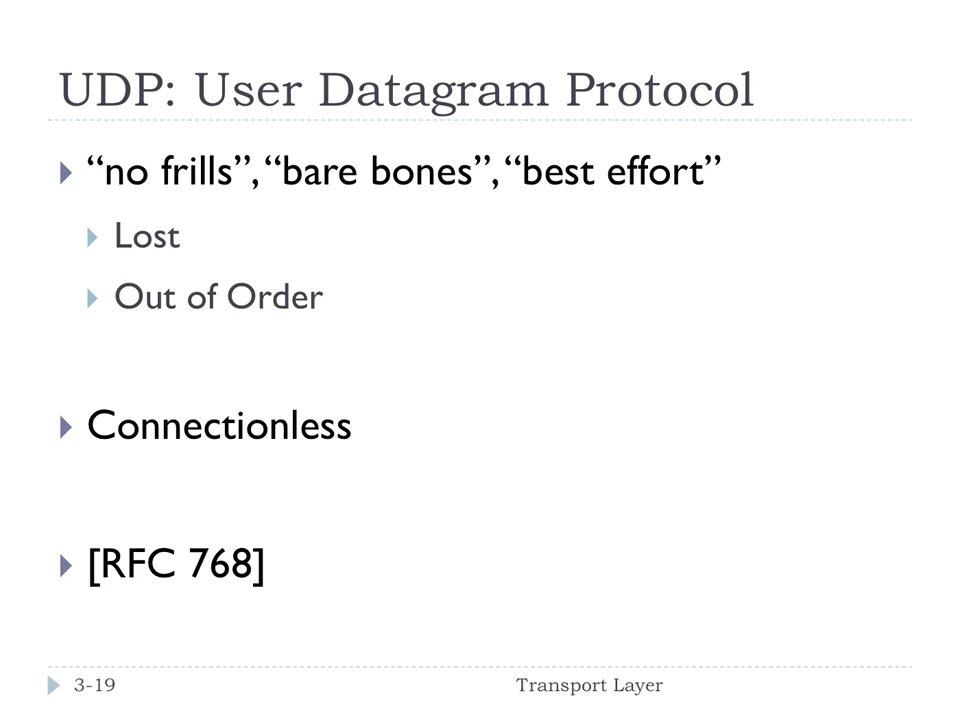 UDP: User Datagram Protocol
“no frills”, “bare bones”, “best effort”
Lost
Out of Order
Connectionless
[RFC 768]
3-19
Transport Layer